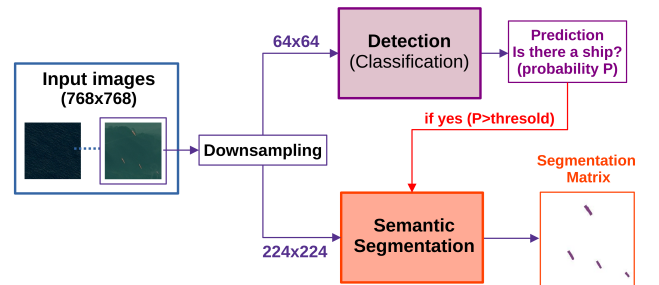 Input images
(768x768)
64x64
Downsampling
224x224
Detection
(Classification)
Prediction
Is there a ship?
(probability P)
if yes (P>thresold)
Semantic
Segmentation
Segmentation
Matrix